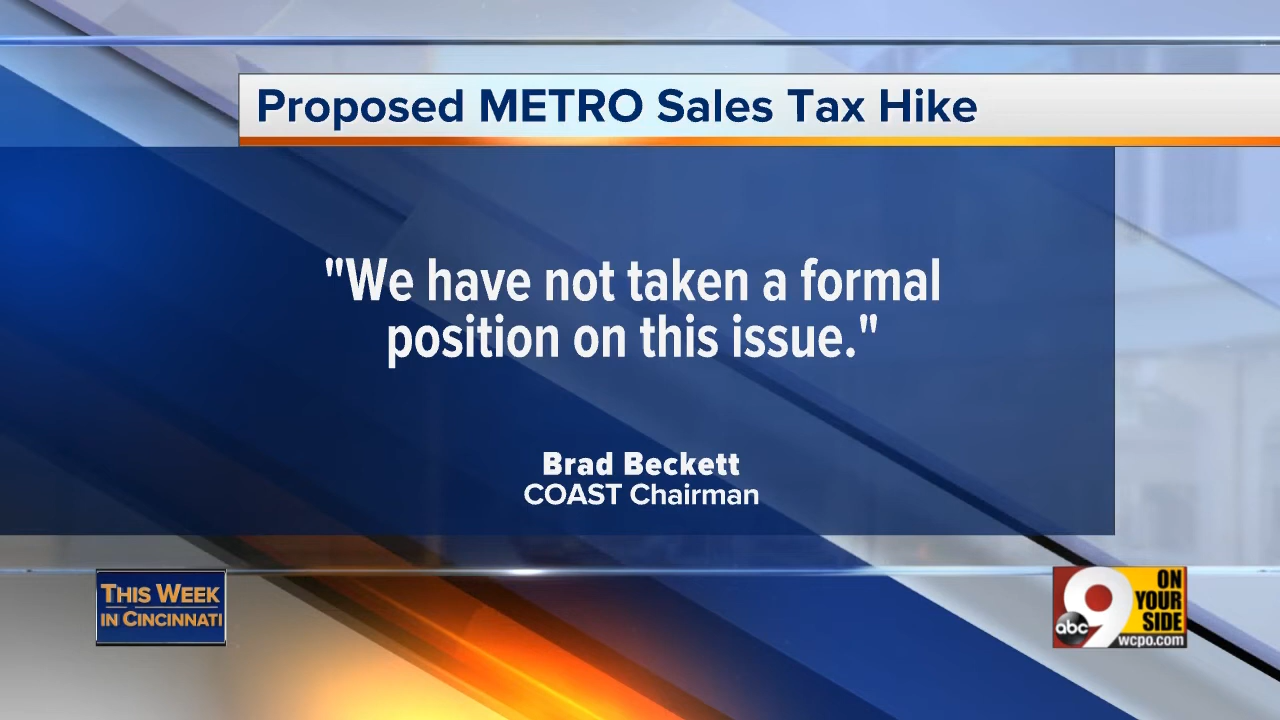 Proposed METRO Sales Tax Hike
"We have not taken a formal
position on this issue."
Brad Beckett
COAST Chairman
THIS WEEK
IN CINCINNATI
abc 9 ON
YOUR
SIDE
wcpo.com